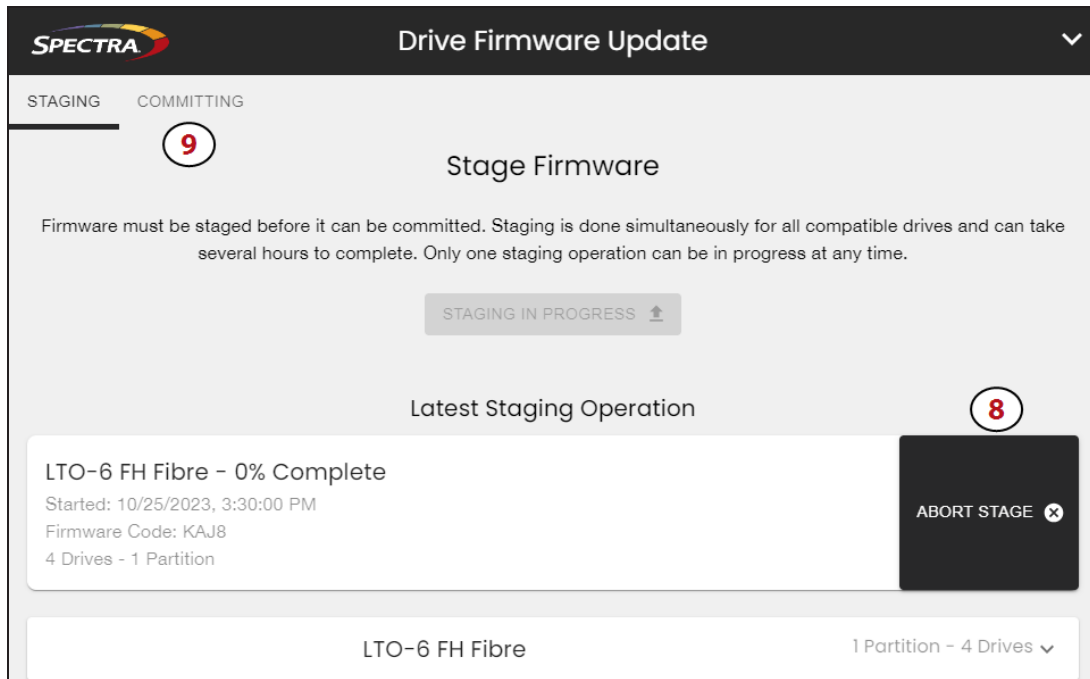 SPECTRA Drive Firmware Update
STAGING COMMITTING
9
Stage Firmware
Firmware must be staged before it can be committed. Staging is done simultaneously for all compatible drives and can take
several hours to complete. Only one staging operation can be in progress at any time.
STAGING IN PROGRESS
Latest Staging Operation
8
LTO-6 FH Fibre - 0% Complete
Started: 10/25/2023, 3:30:00 PM
Firmware Code: KAJ8
4 Drives - 1 Partition
ABORT STAGE
LTO-6 FH Fibre 1 Partition - 4 Drives